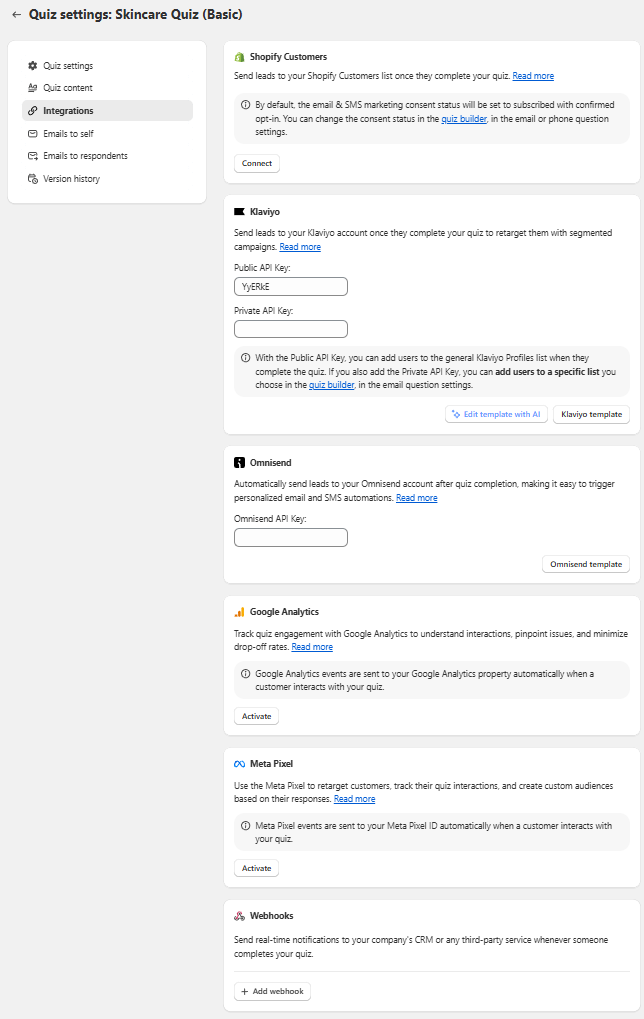 Quiz settings: Skincare Quiz (Basic)
Quiz settings
Quiz content
Integrations
Emails to self
Emails to respondents
Version history
Shopify Customers
Send leads to your Shopify Customers list once they complete your quiz. Read more
By default, the email & SMS marketing consent status will be set to subscribed with confirmed
opt-in. You can change the consent status in the quiz builder, in the email or phone question
settings.
Connect
Klaviyo
Send leads to your Klaviyo account once they complete your quiz to retarget them with segmented
campaigns. Read more
Public API Key:
YyERkE
Private API Key:
With the Public API Key, you can add users to the general Klaviyo Profiles list when they
complete the quiz. If you also add the Private API Key, you can add users to a specific list you
choose in the quiz builder, in the email question settings.
Edit template with AI
Klaviyo template
Omnisend
Automatically send leads to your Omnisend account after quiz completion, making it easy to trigger
personalized email and SMS automations. Read more
Omnisend API Key:
Omnisend template
Google Analytics
Track quiz engagement with Google Analytics to understand interactions, pinpoint issues, and minimize
drop-off rates. Read more
Google Analytics events are sent to your Google Analytics property automatically when a
customer interacts with your quiz.
Activate
Meta Pixel
Use the Meta Pixel to retarget customers, track their quiz interactions, and create custom audiences
based on their responses. Read more
Meta Pixel events are sent to your Meta Pixel ID automatically when a customer interacts with
your quiz.
Activate
Webhooks
Send real-time notifications to your company's CRM or any third-party service whenever someone
completes your quiz.
+ Add webhook